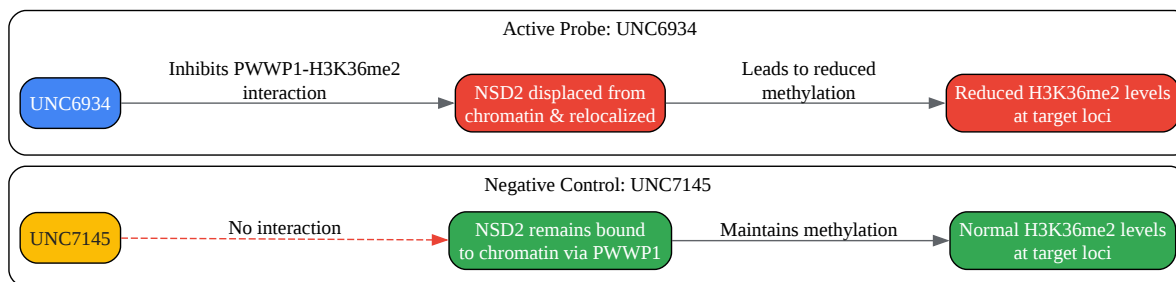 Active Probe: UNC6934
UNC6934
Inhibits PWWP1-H3K36me2
interaction
NSD2 displaced from
chromatin & relocalized
Leads to reduced
methylation
Reduced H3K36me2 levels
at target loci
Negative Control: UNC7145
UNC7145
No interaction
NSD2 remains bound
to chromatin via PWWP1
Maintains methylation
Normal H3K36me2 levels
at target loci